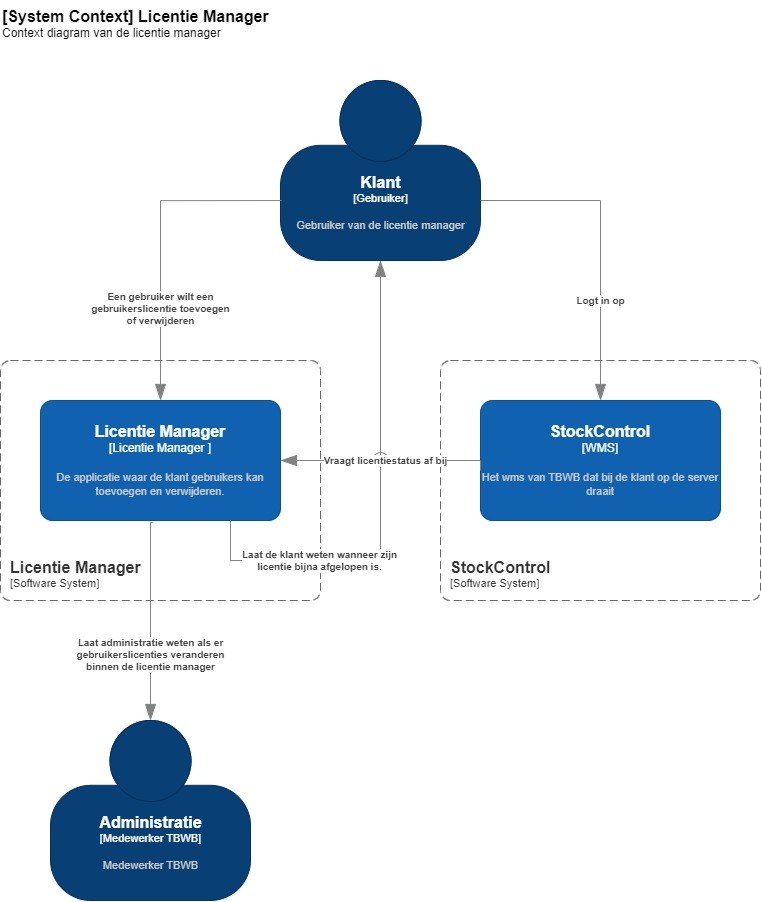 [System Context] Licentie Manager
Context diagram van de licentie manager
Klant
[Gebruiker]
Gebruiker van de licentie manager
Een gebruiker wilt een
gebruikerslicentie toevoegen
of verwijderen
Logt in op
Licentie Manager
[Licentie Manager ]
De applicatie waar de klant gebruikers kan
toevoegen en verwijderen.
Vraagt licentiestatus af bij
StockControl
[WMS]
Het wms van TBWB dat bij de klant op de server
draait
Laat de klant weten wanneer zijn
licentie bijna afgelopen is.
Licentie Manager
[Software System]
StockControl
[Software System]
Laat administratie weten als er
gebruikerslicenties veranderen
binnen de licentie manager
Administratie
[Medewerker TBWB]
Medewerker TBWB